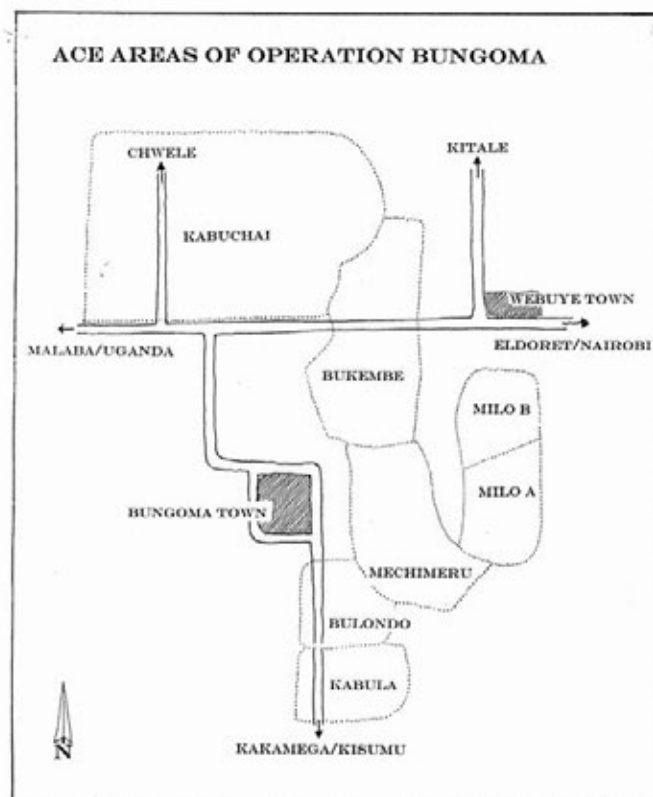 ACE AREAS OF OPERATION BUNGOMA
CHWELE
KITALE
KABUCHAI
WEBUYE TOWN
MALABA/UGANDA
ELDORET/NAIROBI
BUKEMBE
MILO B
MILO A
BUNGOMA TOWN
MECHIMERU
BULONDO
KABULA
N
KAKAMEGA/KISUMU